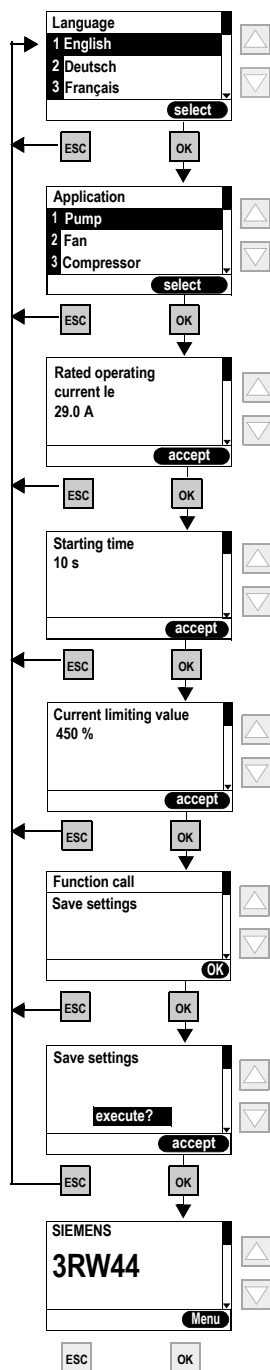 Language
1 English
2 Deutsch
3 Français
select
ESC
OK
Application
1 Pump
2 Fan
3 Compressor
select
ESC
OK
Rated operating
current Ie
29.0 A
accept
ESC
OK
Starting time
10 s
accept
ESC
OK
Current limiting value
450 %
accept
ESC
OK
Function call
Save settings
OK
ESC
OK
Save settings
execute?
accept
ESC
OK
SIEMENS
3RW44
Menu
ESC
OK